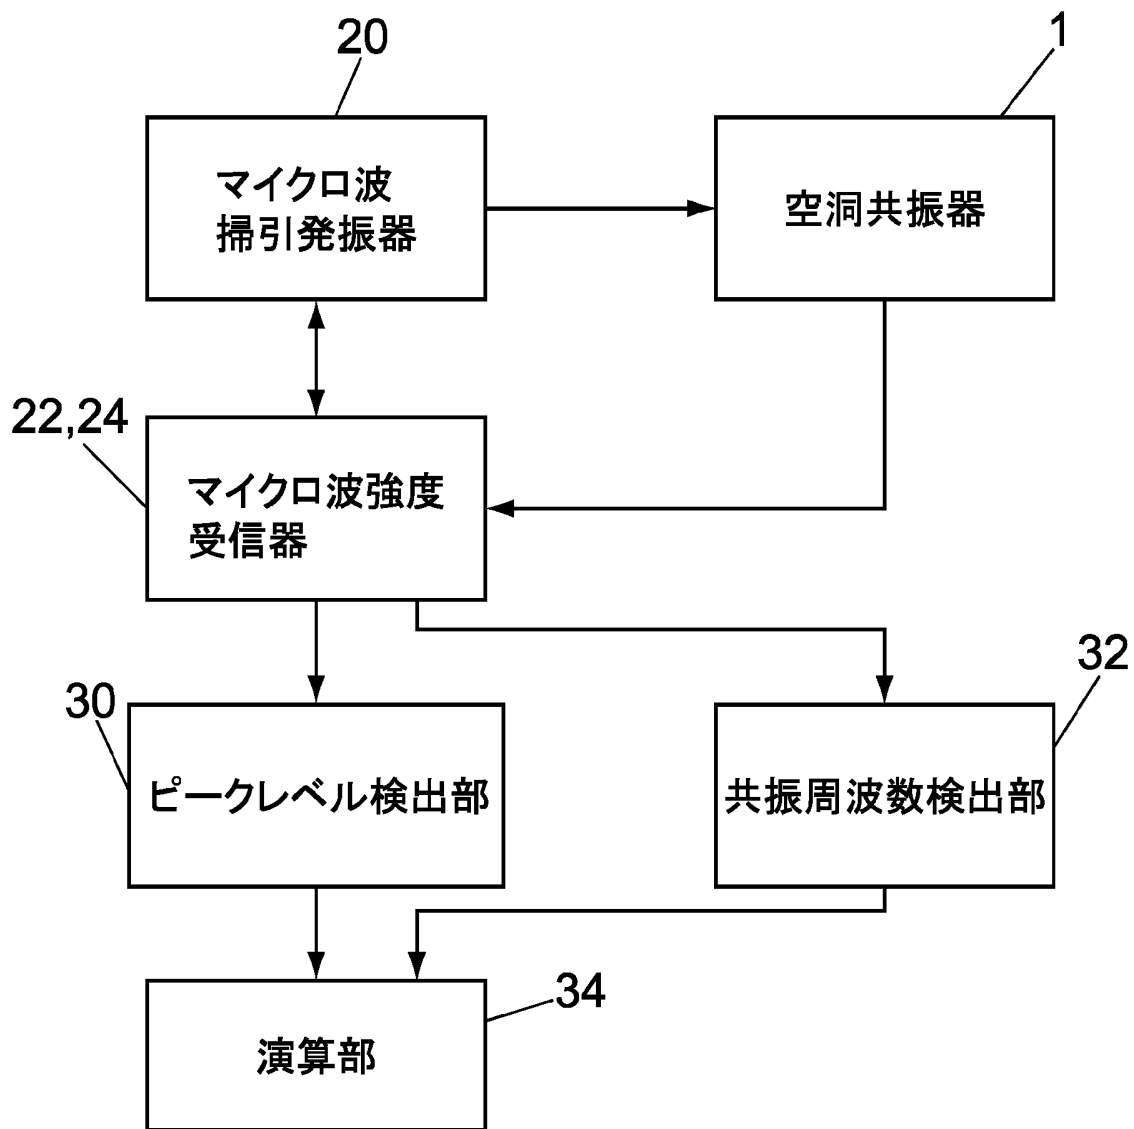 20
1
マイクロ波
掃引発振器
空洞共振器
22,24
マイクロ波強度
受信器
30
32
ピークレベル検出部
共振周波数検出部
34
演算部